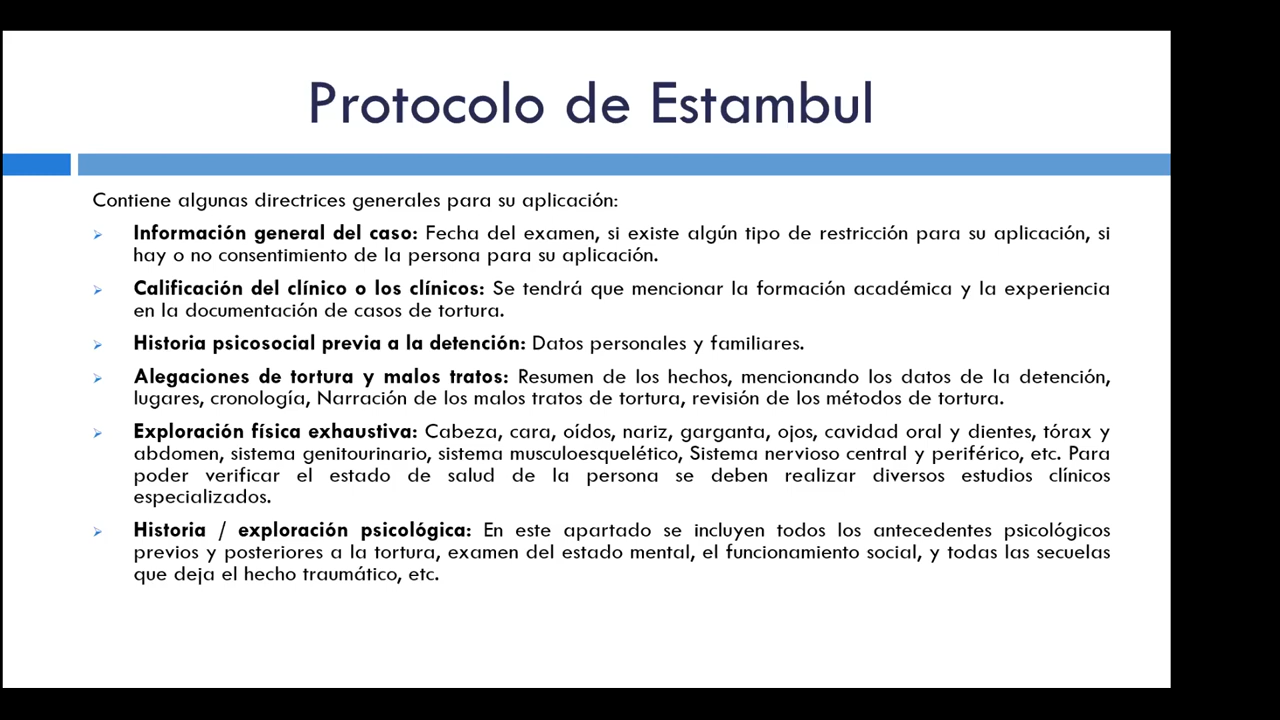 Protocolo de Estambul
Contiene algunas directrices generales para su aplicación:
Información general del caso: Fecha del examen, si existe algún tipo de restricción para su aplicación, si
hay o no consentimiento de la persona para su aplicación.
Calificación del clínico o los clínicos: Se tendrá que mencionar la formación académica y la experiencia
en la documentación de casos de tortura.
Historia psicosocial previa a la detención: Datos personales y familiares.
Alegaciones de tortura y malos tratos: Resumen de los hechos, mencionando los datos de la detención,
lugares, cronología, Narración de los malos tratos de tortura, revisión de los métodos de tortura.
Exploración física exhaustiva: Cabeza, cara, oídos, nariz, garganta, ojos, cavidad oral y dientes, tórax y
abdomen, sistema genitourinario, sistema musculoesquelético, Sistema nervioso central y periférico, etc. Para
poder verificar el estado de salud de la persona se deben realizar diversos estudios clínicos
especializados.
Historia / exploración psicológica: En este apartado se incluyen todos los antecedentes psicológicos
previos y posteriores a la tortura, examen del estado mental, el funcionamiento social, y todas las secuelas
que deja el hecho traumático, etc.